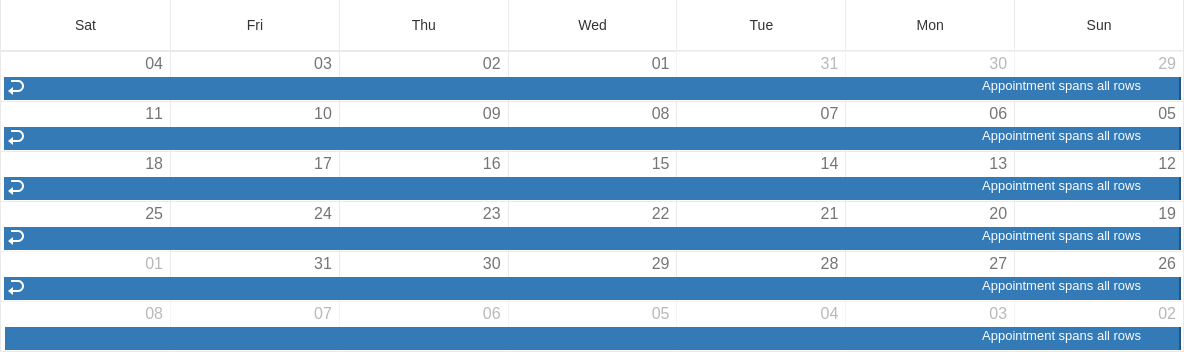 Sat Fri Thu Wed Tue Mon Sun
04 03 02 01 31 30 29
Appointment spans all rows
11 10 09 08 07 06 05
Appointment spans all rows
18 17 16 15 14 13 12
Appointment spans all rows
25 24 23 22 21 20 19
Appointment spans all rows
01 31 30 29 28 27 26
Appointment spans all rows
08 07 06 05 04 03 02
Appointment spans all rows